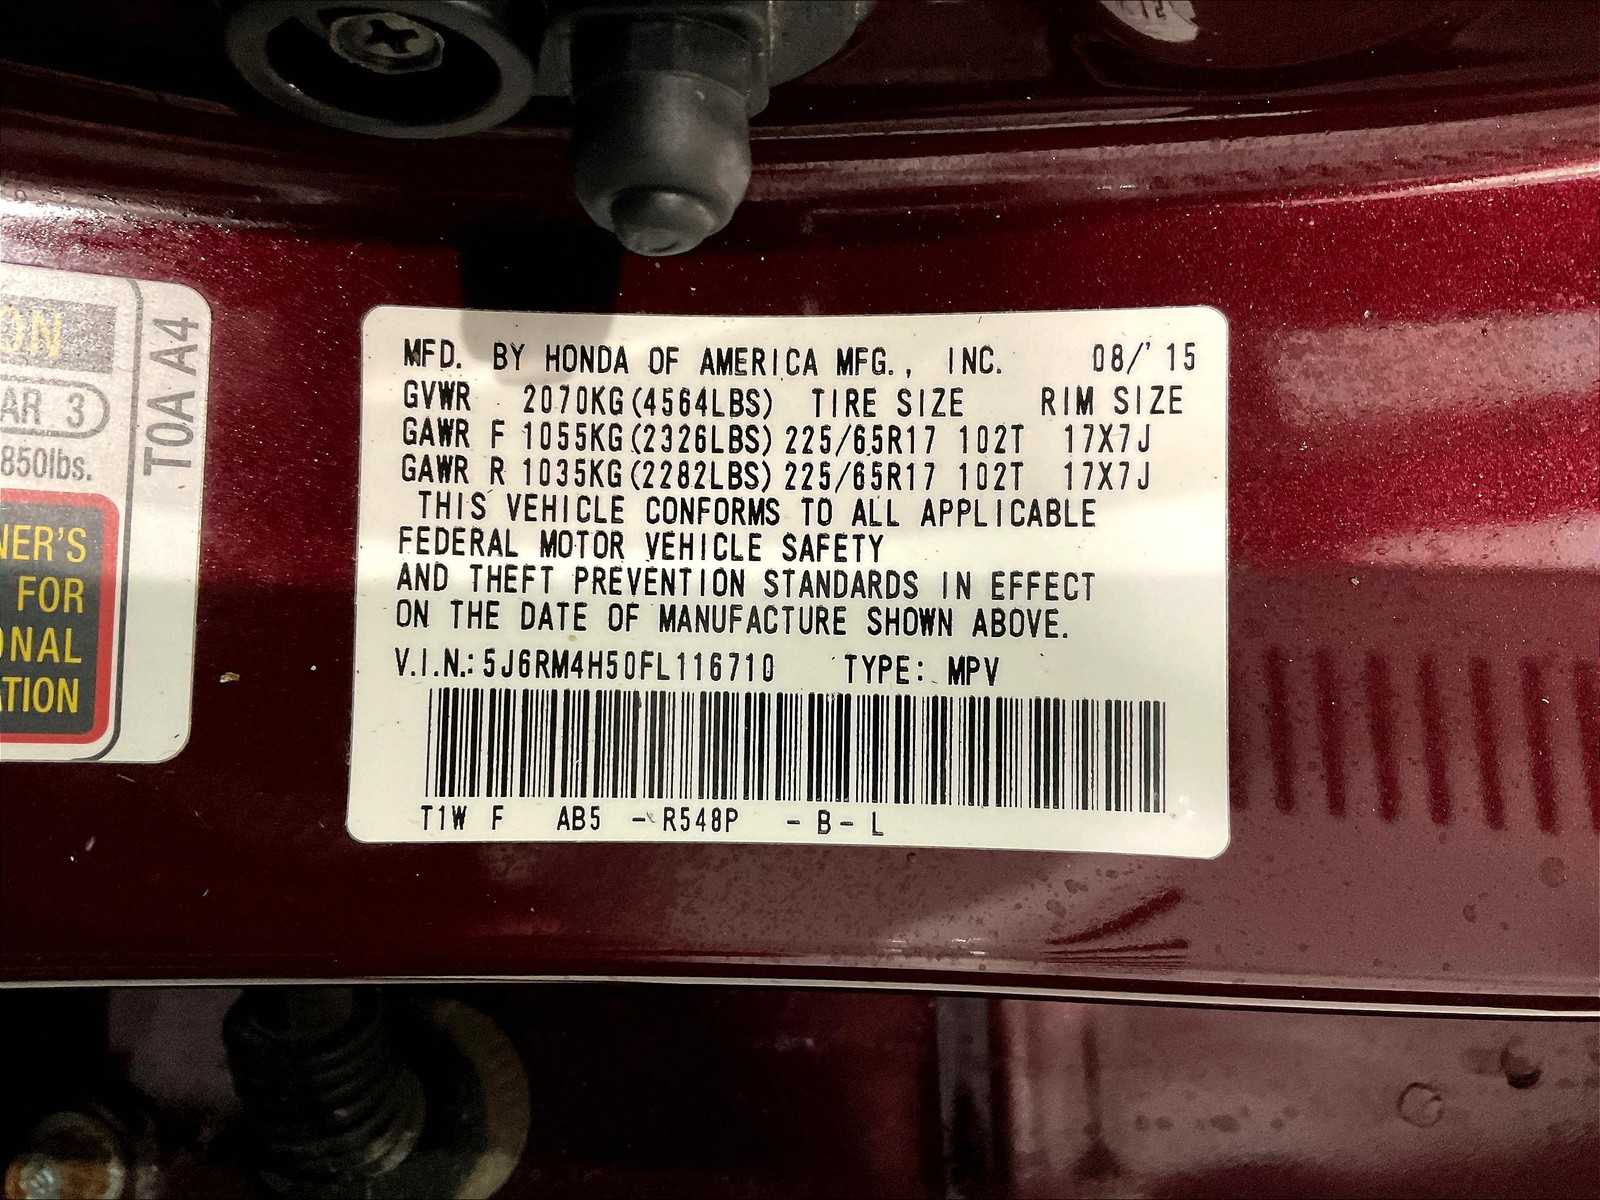 ON
AR 3
850lbs.
T0A A4
NER'S
FOR
ONAL
ATION
MFD. BY HONDA OF AMERICA MFG., INC. 08/'15
GVWR 2070KG(4564LBS) TIRE SIZE RIM SIZE
GAWR F 1055KG(2326LBS) 225/65R17 102T 17X7J
GAWR R 1035KG(2282LBS) 225/65R17 102T 17X7J
THIS VEHICLE CONFORMS TO ALL APPLICABLE
FEDERAL MOTOR VEHICLE SAFETY
AND THEFT PREVENTION STANDARDS IN EFFECT
ON THE DATE OF MANUFACTURE SHOWN ABOVE.
V.I.N.: 5J6RM4H50FL116710 TYPE: MPV
T1W F AB5 - R548P - B - L